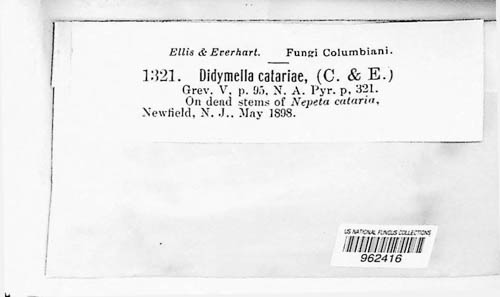 Ellis & Everhart. Fungi Columbiani.
1321. Didymella catariae, (C. & E.)
Grev. V, p. 95, N. A. Pyr. p. 321.
On dead stems of Nepeta cataria,
Newfield, N. J.. May 1898.
US NATIONAL FUNGUS COLLECTIONS
962416